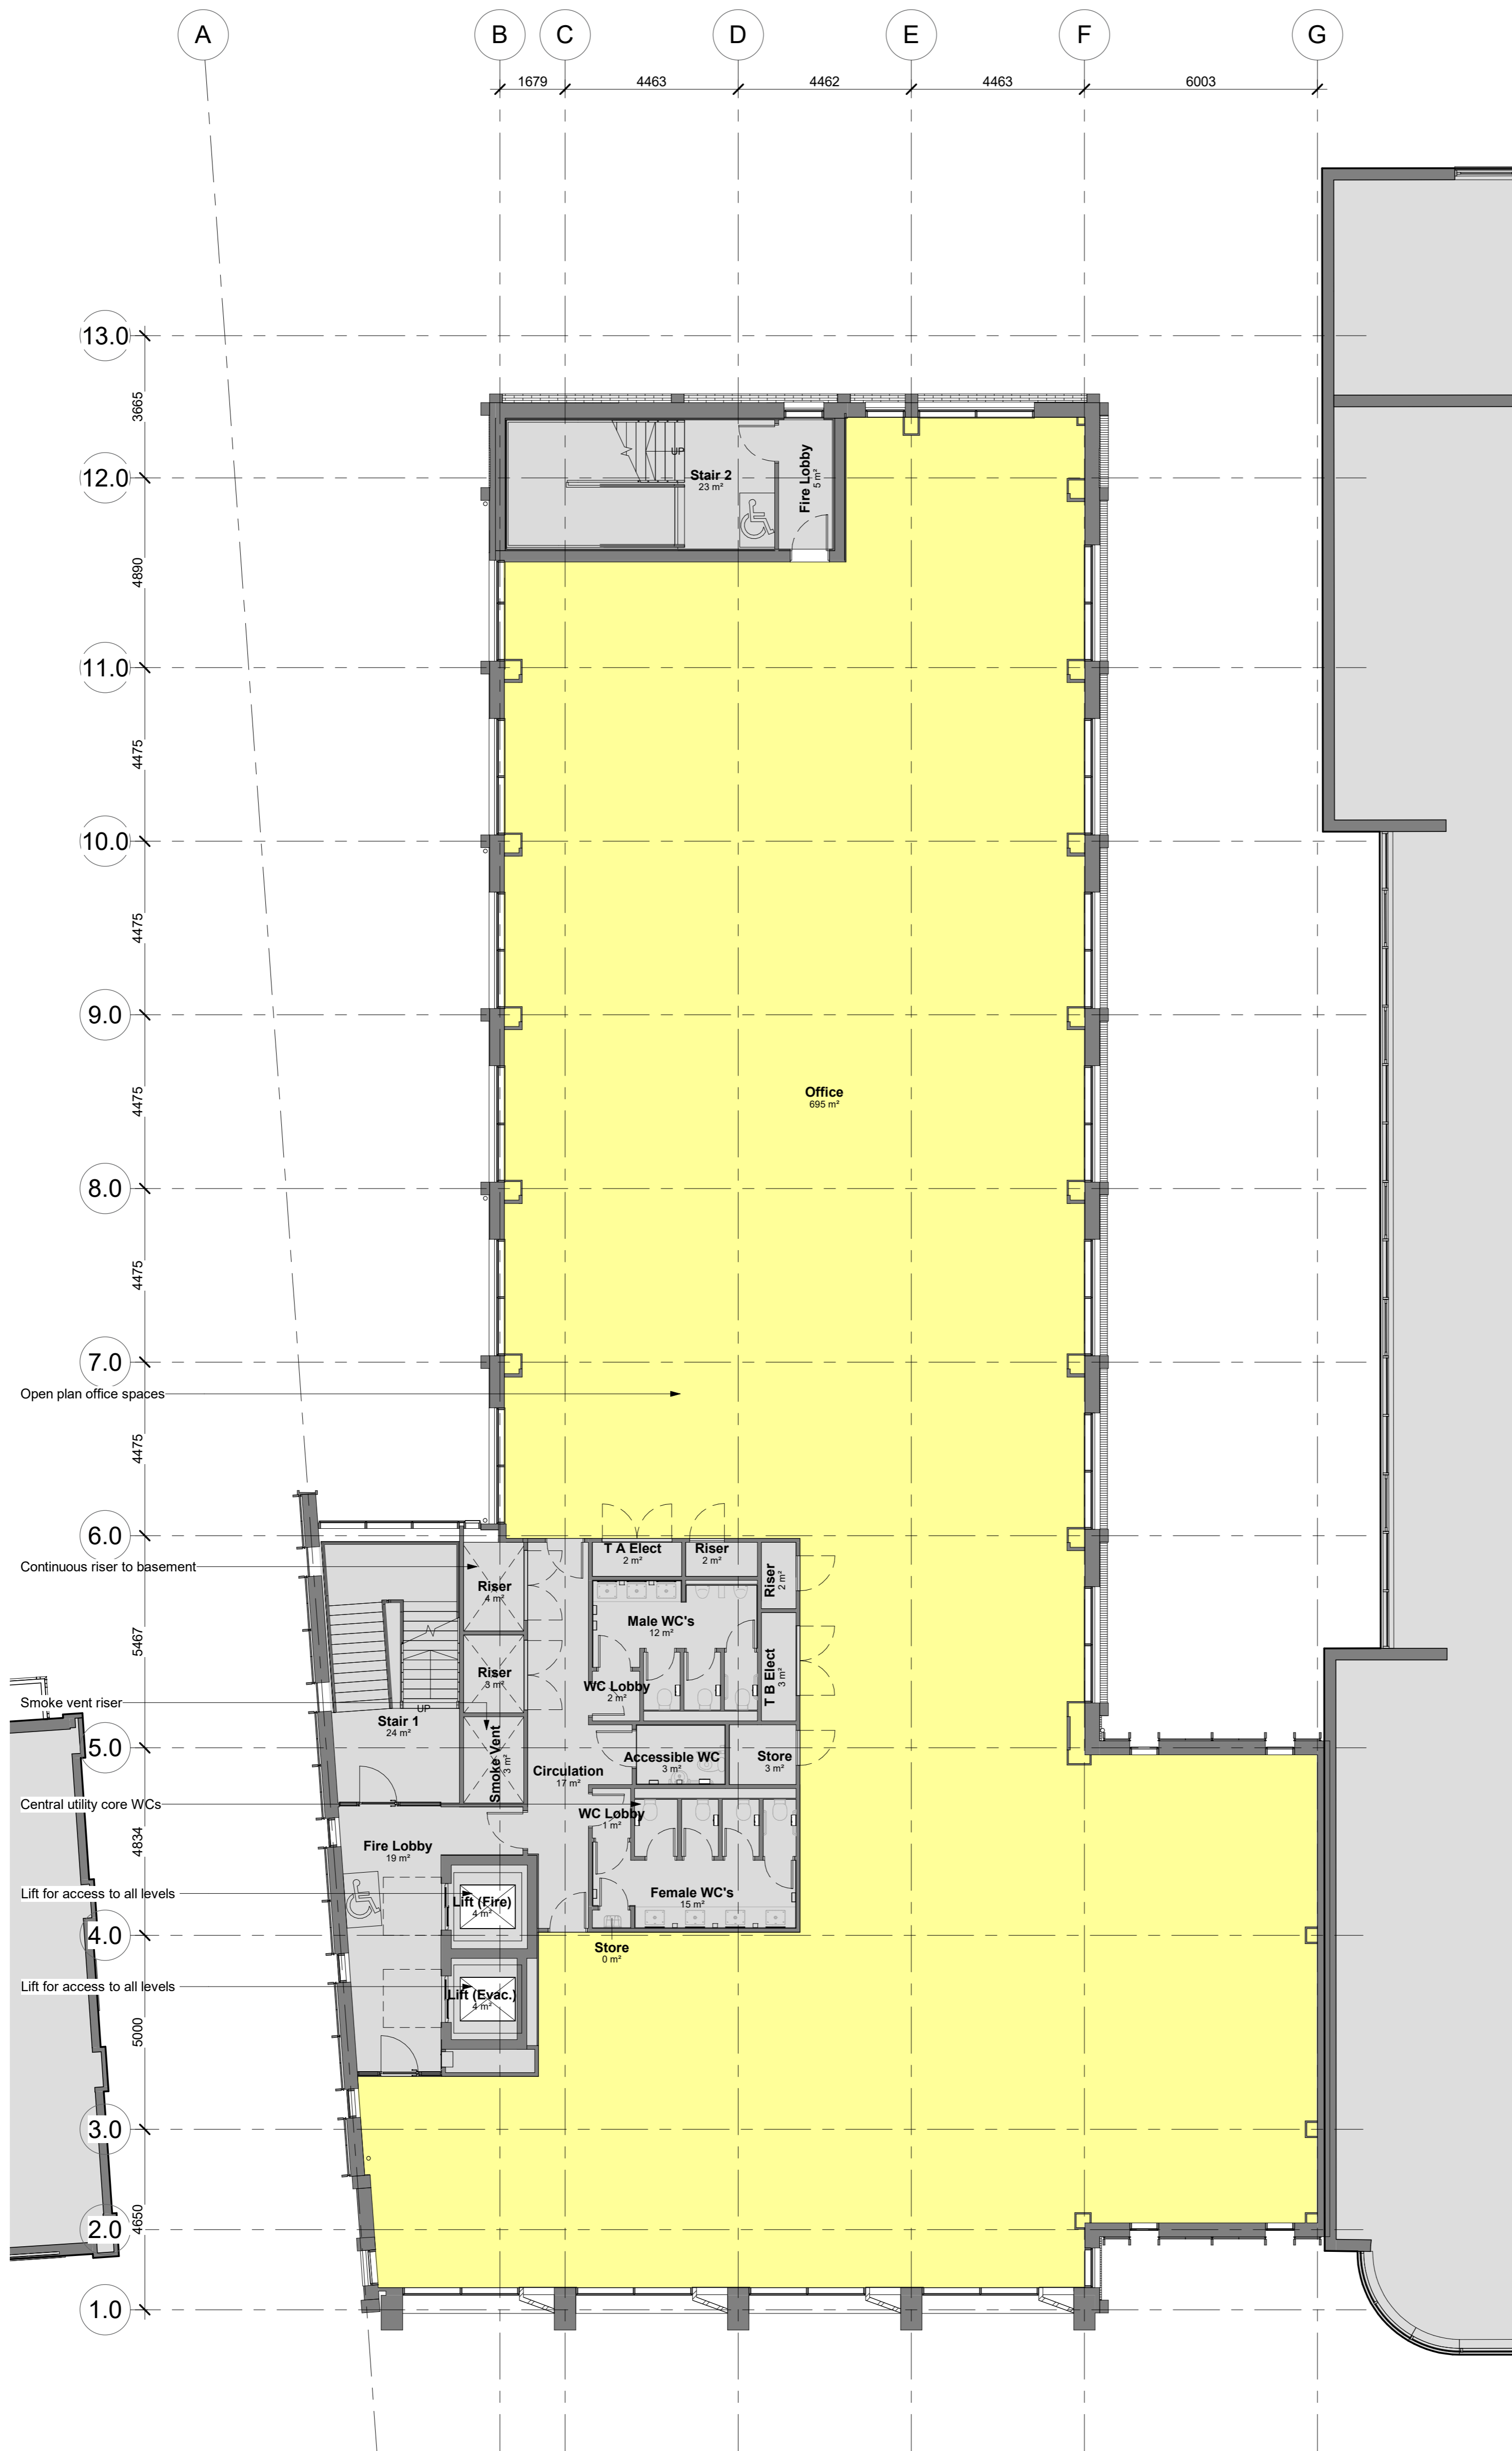 A
B
C
D
E
F
G
1679
4463
4462
4463
6003
13.0
3665
12.0
UP
Stair 2
23 m²
Fire Lobby
5 m²
4890
11.0
4475
10.0
4475
9.0
4475
Office
695 m²
8.0
4475
7.0
Open plan office spaces
4475
6.0
T A Elect
2 m²
Riser
2 m²
Continuous riser to basement
Riser
4 m²
Riser
2 m²
Male WC's
12 m²
5467
Riser
3 m²
WC Lobby
2 m²
T B Elect
3 m²
Smoke vent riser
UP
Stair 1
24 m²
5.0
Smoke Vent
3 m²
Circulation
17 m²
Accessible WC
3 m²
Store
3 m²
Central utility core WCs
WC Lobby
1 m²
4834
Fire Lobby
19 m²
Lift for access to all levels
Lift (Fire)
4 m²
Female WC's
15 m²
4.0
Store
0 m²
Lift for access to all levels
Lift (Evac.)
4 m²
5000
3.0
4650
2.0
1.0